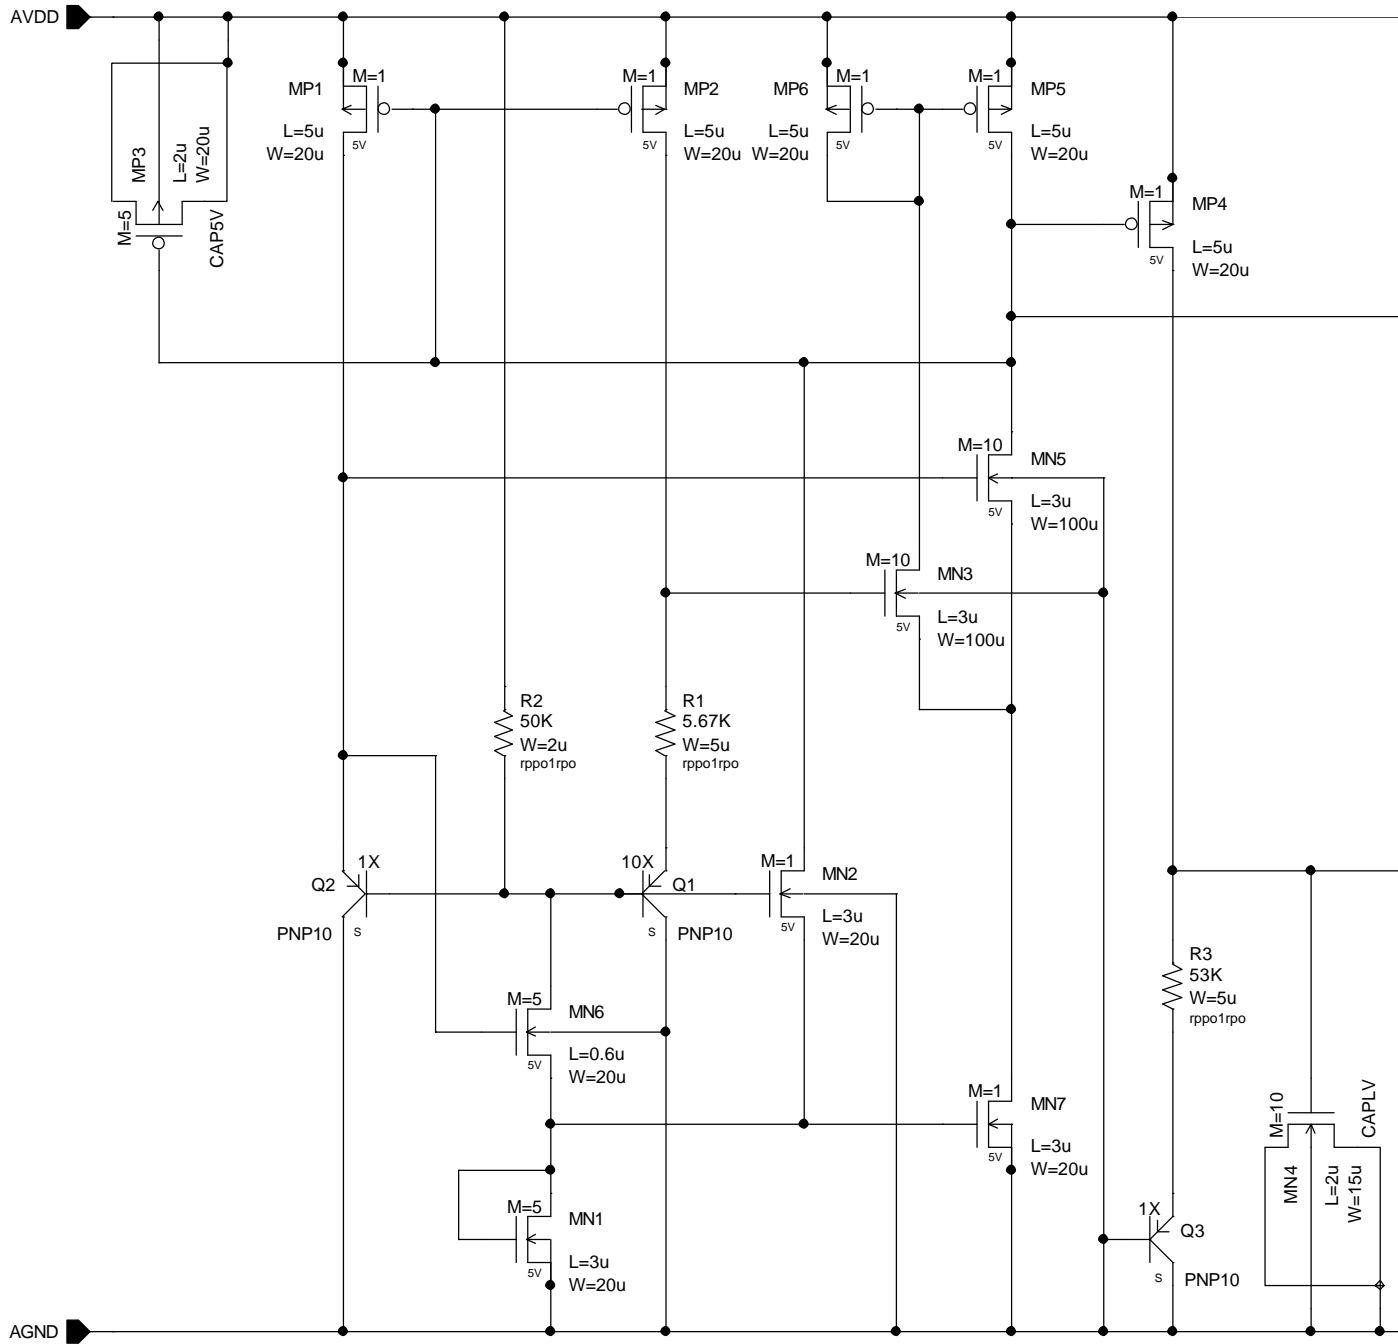 AVDD
M=1
MP1
L=5u
W=20u
5V
M=1
MP2
L=5u
W=20u
5V
M=1
MP6
L=5u
W=20u
5V
M=1
MP5
L=5u
W=20u
5V
MP3
L=2u
W=20u
M=5
CAP5V
M=1
MP4
L=5u
W=20u
5V
M=10
MN5
L=3u
W=100u
5V
M=10
MN3
L=3u
W=100u
5V
R2
50K
W=2u
rppo1rpo
R1
5.67K
W=5u
rppo1rpo
1X
Q2
PNP10
S
10X
Q1
PNP10
S
M=1
MN2
L=3u
W=20u
5V
R3
53K
W=5u
rppo1rpo
M=5
MN6
L=0.6u
W=20u
5V
M=1
MN7
L=3u
W=20u
5V
M=10
MN4
L=2u
W=15u
CAPLV
M=5
MN1
L=3u
W=20u
5V
1X
Q3
PNP10
S
AGND